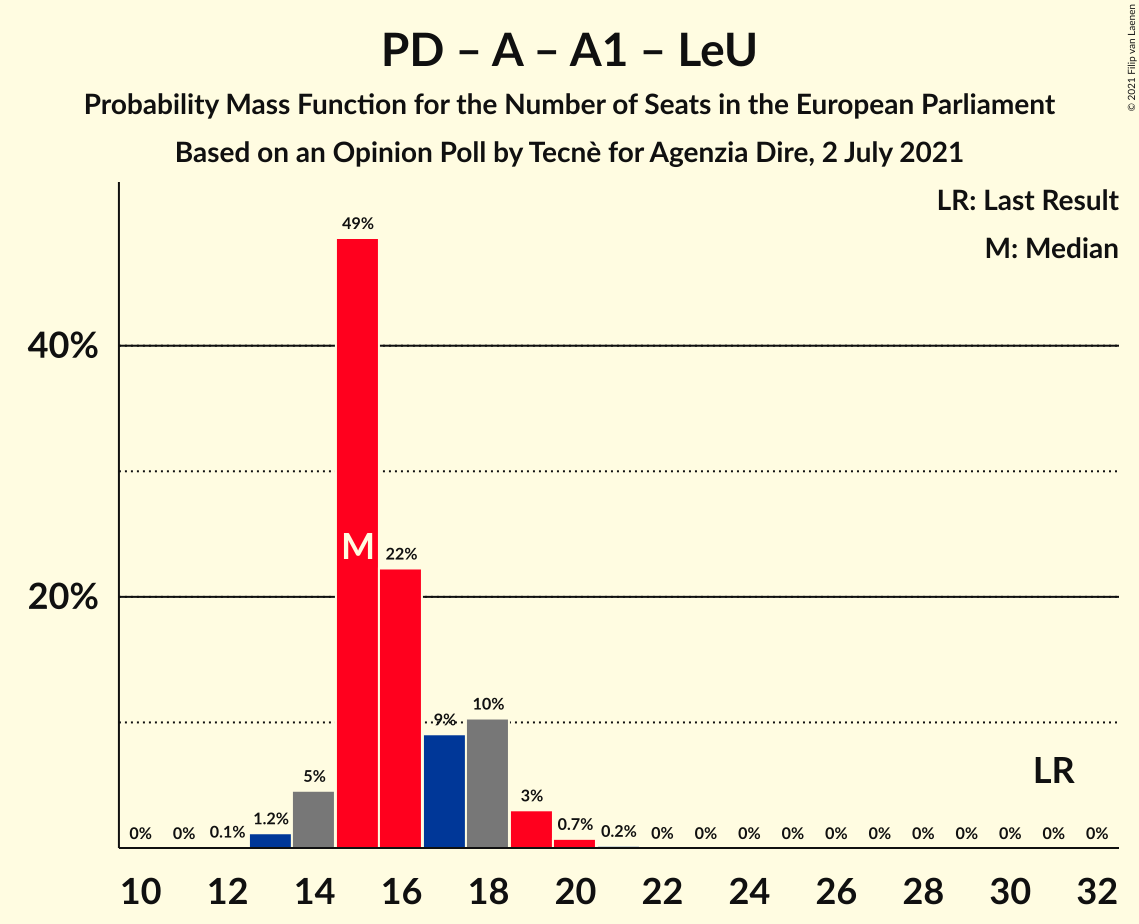 PD – A – A1 – LeU
Probability Mass Function for the Number of Seats in the European Parliament
Based on an Opinion Poll by Tecnè for Agenzia Dire, 2 July 2021
© 2021 Filip van Laenen
LR: Last Result
M: Median
40%
20%
0%
0%
0.1%
1.2%
5%
49%
M
22%
9%
10%
3%
0.7%
0.2%
0%
0%
0%
0%
0%
0%
0%
0%
0%
0%
0%
LR
10 12 14 16 18 20 22 24 26 28 30 32